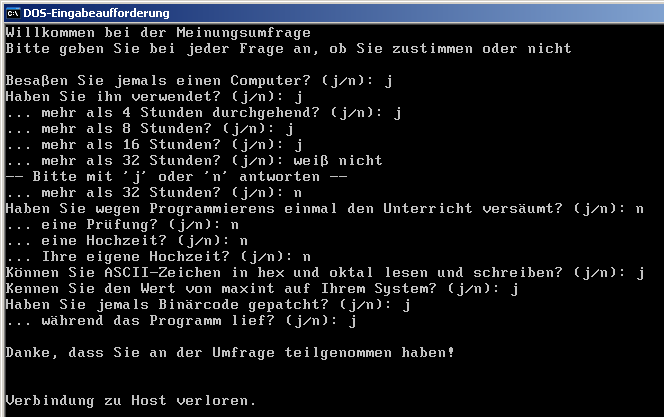 DOS-Eingabeaufforderung
Willkommen bei der Meinungsumfrage
Bitte geben Sie bei jeder Frage an, ob Sie zustimmen oder nicht
Besaßen Sie jemals einen Computer? (j/n): j
Haben Sie ihn verwendet? (j/n): j
... mehr als 4 Stunden durchgehend? (j/n): j
... mehr als 8 Stunden? (j/n): j
... mehr als 16 Stunden? (j/n): j
... mehr als 32 Stunden? (j/n): weiß nicht
-- Bitte mit 'j' oder 'n' antworten --
... mehr als 32 Stunden? (j/n): n
Haben Sie wegen Programmierens einmal den Unterricht versäumt? (j/n): n
... eine Prüfung? (j/n): n
... eine Hochzeit? (j/n): n
... Ihre eigene Hochzeit? (j/n): n
Können Sie ASCII-Zeichen in hex und oktal lesen und schreiben? (j/n): j
Kennen Sie den Wert von maxint auf Ihrem System? (j/n): j
Haben Sie jemals Binärcode gepatcht? (j/n): j
... während das Programm lief? (j/n): j
Danke, dass Sie an der Umfrage teilgenommen haben!
Verbindung zu Host verloren.